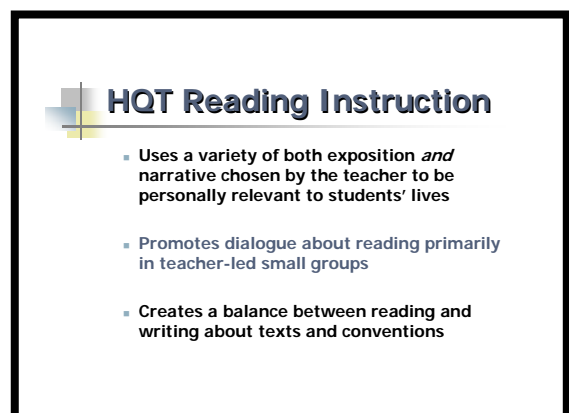 HQT Reading Instruction
Uses a variety of both exposition and
narrative chosen by the teacher to be
personally relevant to students' lives
Promotes dialogue about reading primarily
in teacher-led small groups
Creates a balance between reading and
writing about texts and conventions